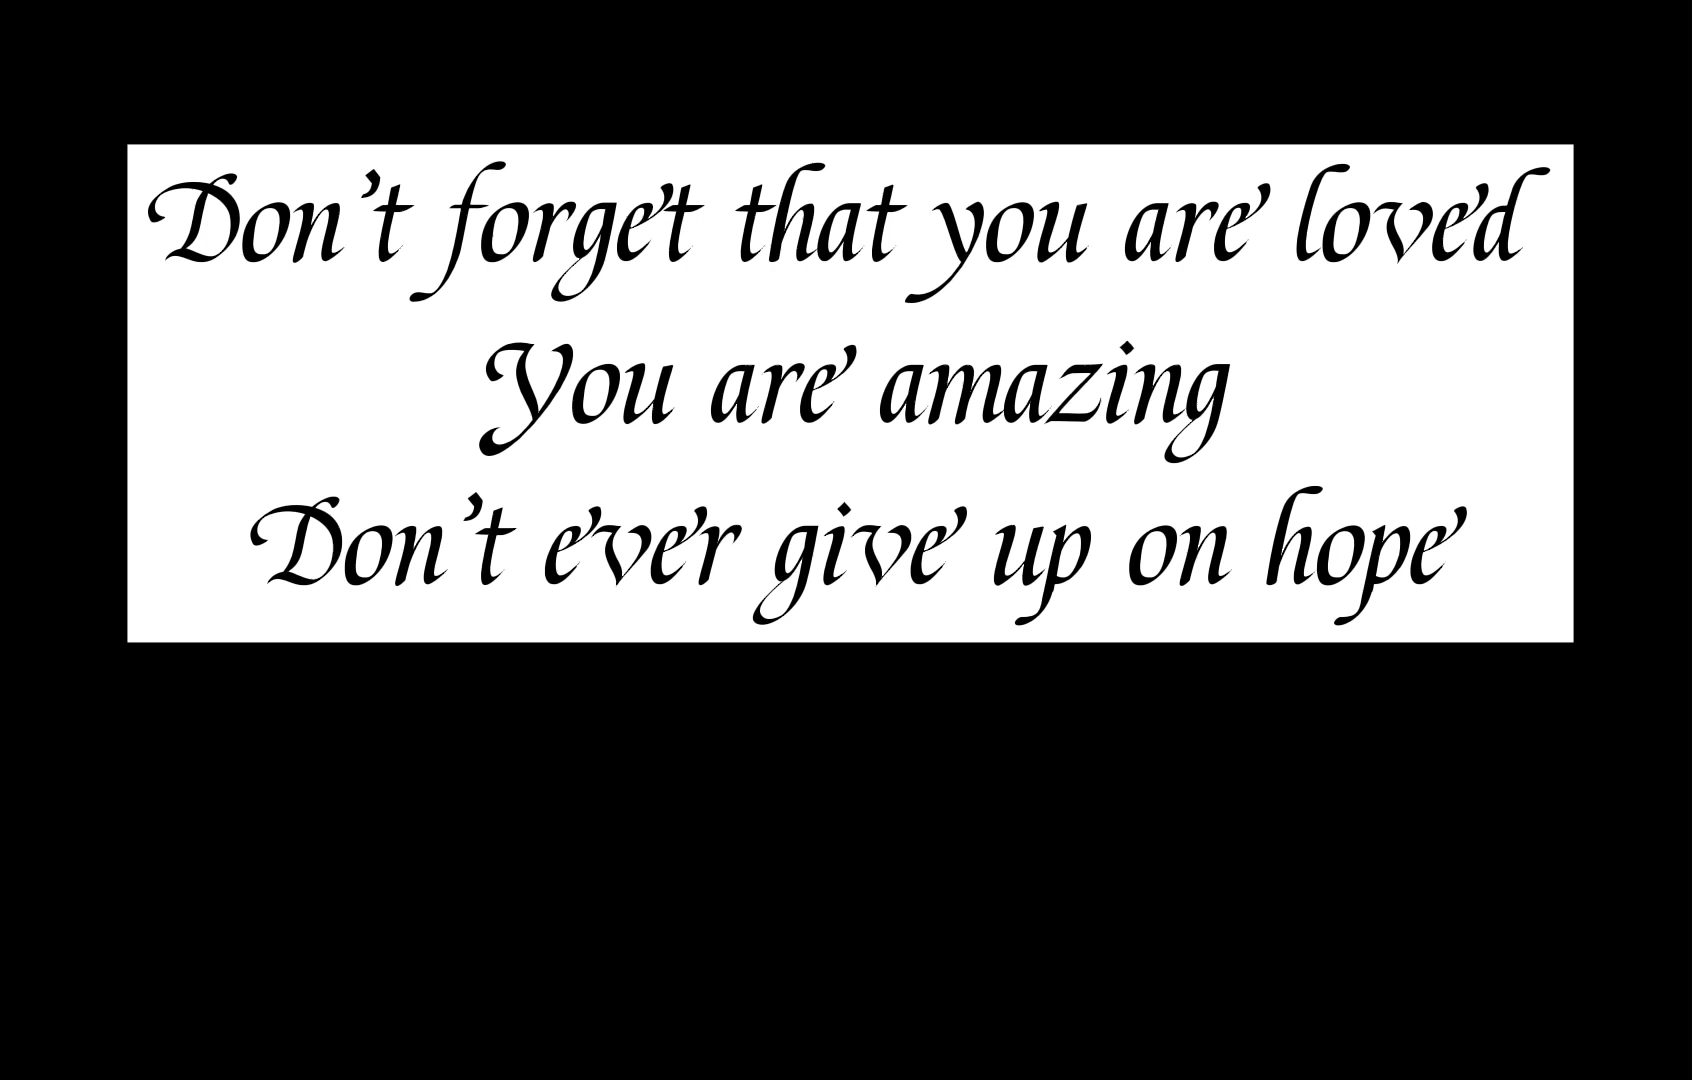 Don't forget that you are loved
You are amazing
Don't ever give up on hope